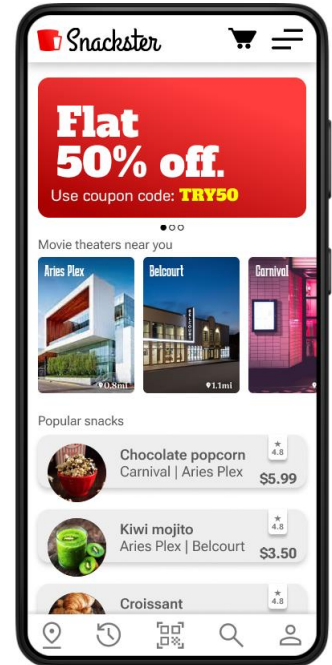 Snackster
Flat
50% off.
Use coupon code: TRY50
Movie theaters near you
Aries Plex
Belcourt
Carnival
0.8mi
1.1mi
Popular snacks
Chocolate popcorn
Carnival | Aries Plex
4.8
$5.99
Kiwi mojito
Aries Plex | Belcourt
4.8
$3.50
Croissant
4.8